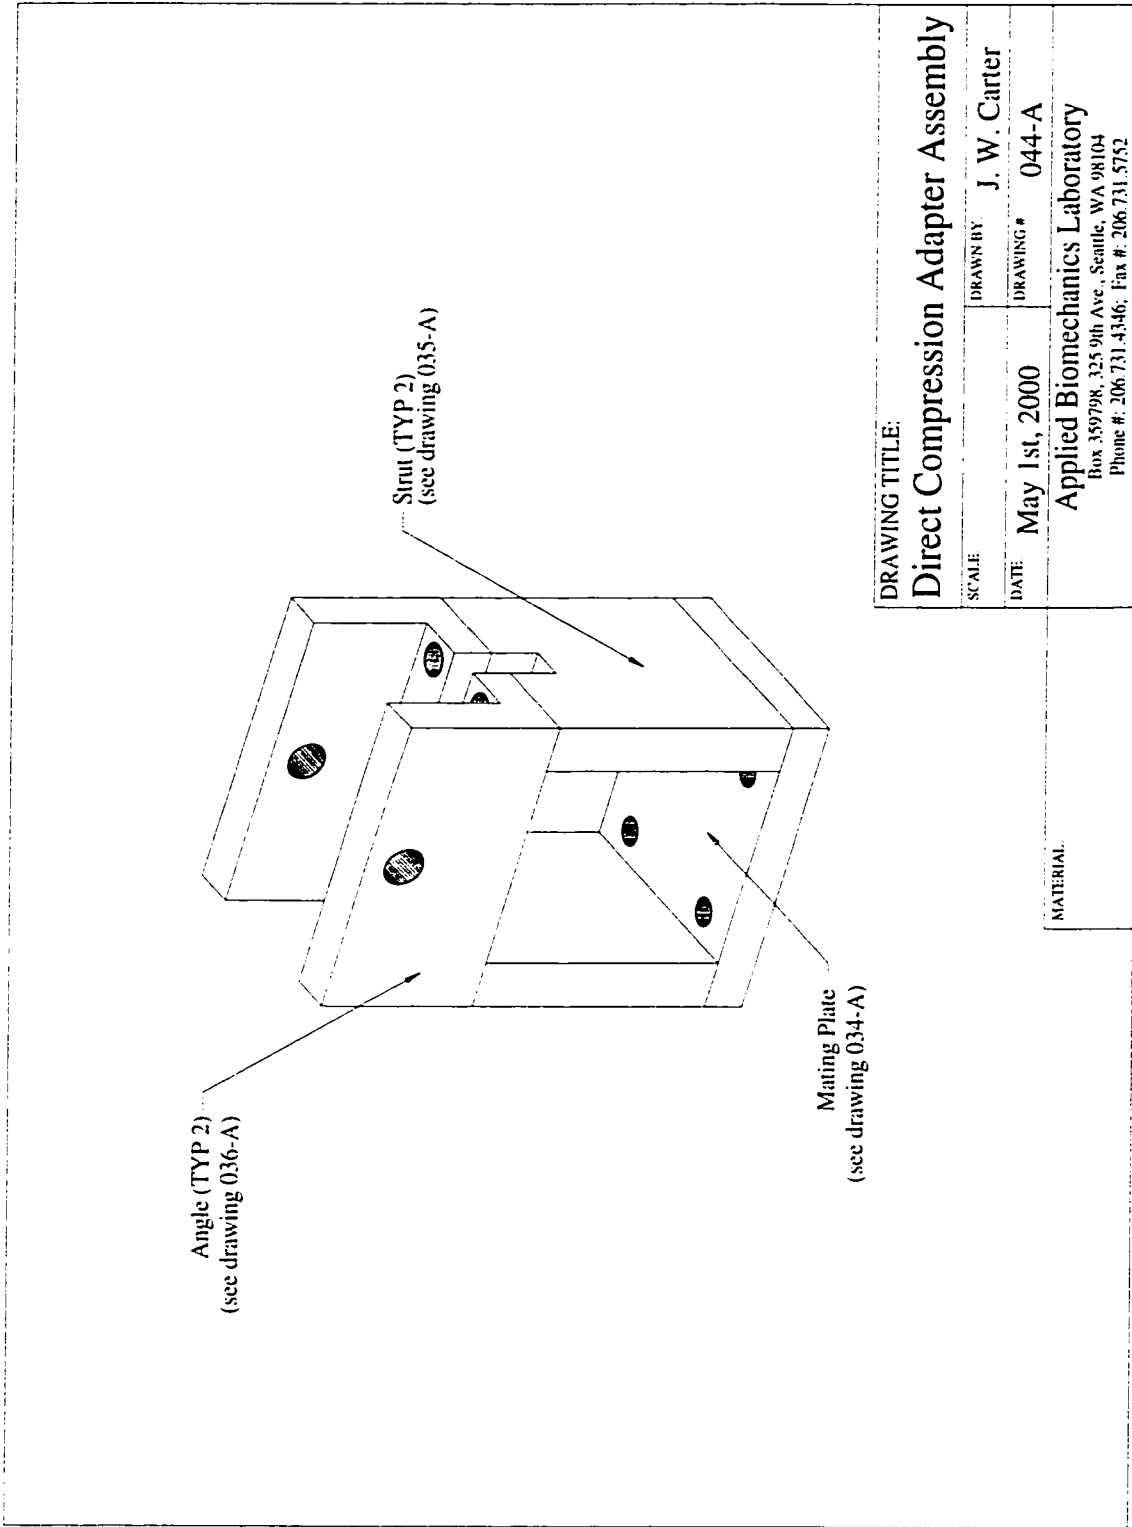 Angle (TYP 2)
(see drawing 036-A)
Strut (TYP 2)
(see drawing 035-A)
Mating Plate
(see drawing 034-A)
DRAWING TITLE:
Direct Compression Adapter Assembly
SCALE
DRAWN BY
J. W. Carter
DATE
May 1st, 2000
DRAWING #
044-A
MATERIAL
Applied Biomechanics Laboratory
Box 359798, 325 9th Ave., Seattle, WA 98104
Phone #: 206.731.4346; Fax #: 206.731.5752